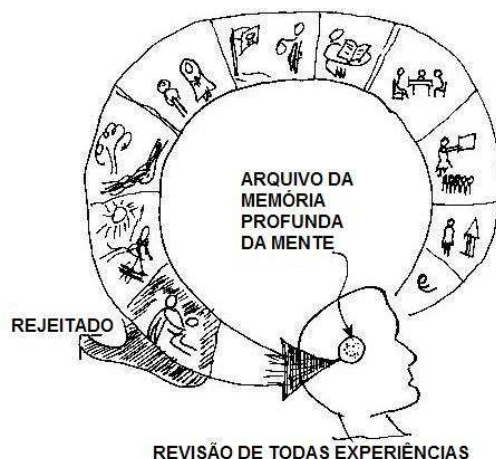 ARQUIVO DA
MEMÓRIA
PROFUNDA
DA MENTE
REJEITADO
e
REVISÃO DE TODAS EXPERIÊNCIAS